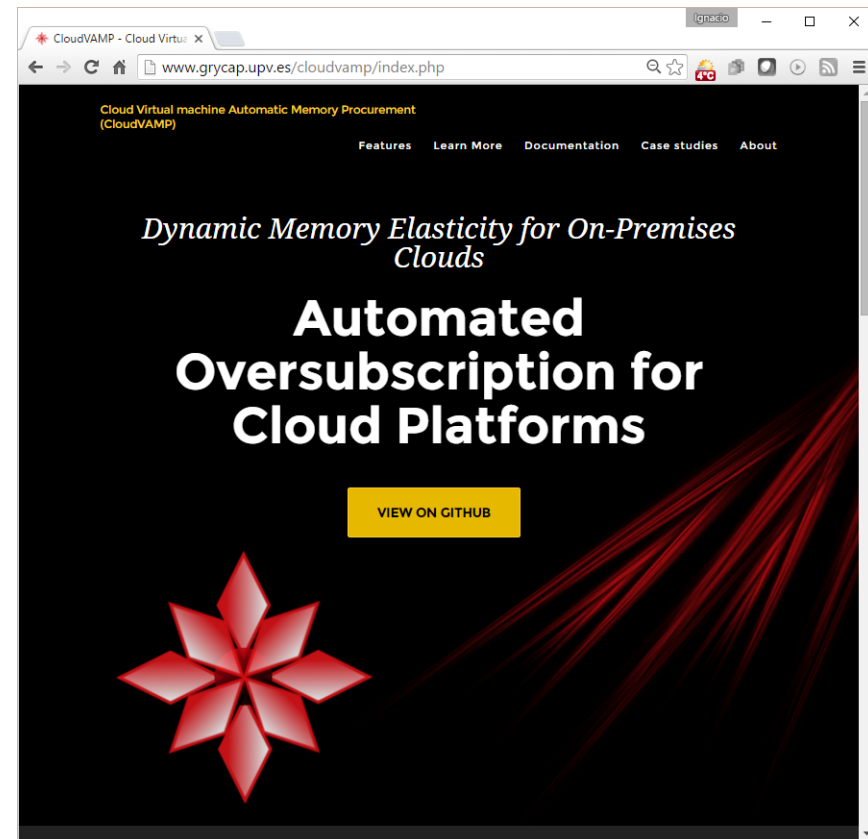 Ignacio
CloudVAMP - Cloud Virtua
www.grycap.upv.es/cloudvamp/index.php
4°C
Cloud Virtual machine Automatic Memory Procurement
(CloudVAMP)
Features Learn More Documentation Case studies About
Dynamic Memory Elasticity for On-Premises
Clouds
Automated
Oversubscription for
Cloud Platforms
VIEW ON GITHUB